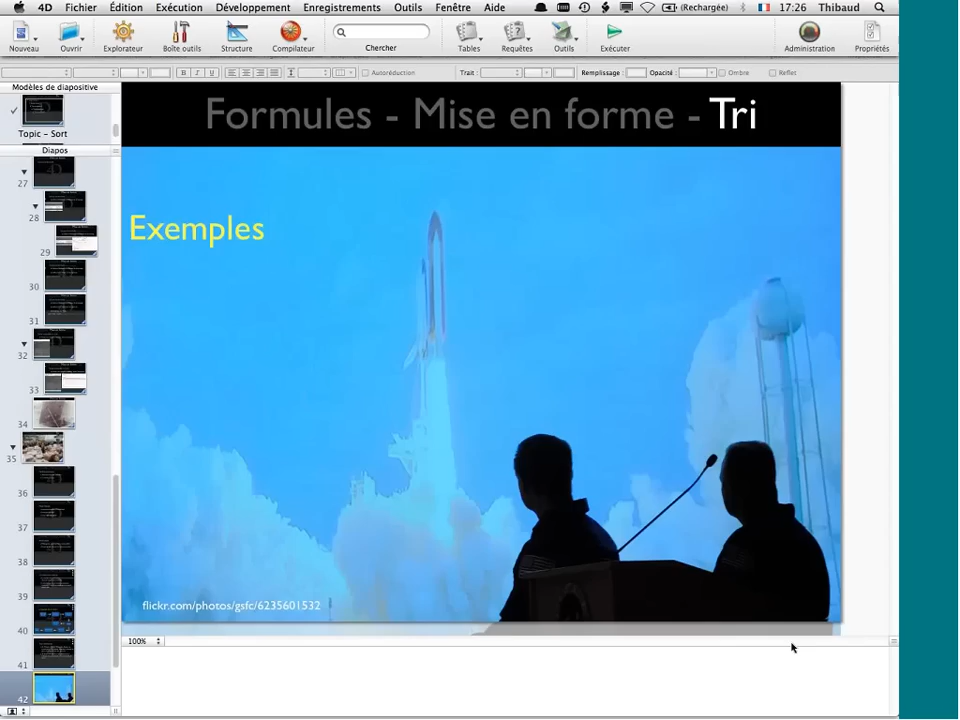 4D Fichier Édition Exécution Développement Enregistrements Outils Fenêtre Aide (Rechargée) 17:26 Thibaud
Nouveau Ouvrir Explorateur Boîte outils Structure Compilateur Chercher Tables Requêtes Outils Exécuter Administration Propriétés
B I U Autoréduction Trait : Remplissage : Opacité : Ombre Reflet
Modèles de diapositive
Topic – Sort
Diapos
27
28
29
30
31
32
33
34
35
36
37
38
39
40
41
42
Formules - Mise en forme - Tri
Exemples
flickr.com/photos/gsfc/6235601532
100%